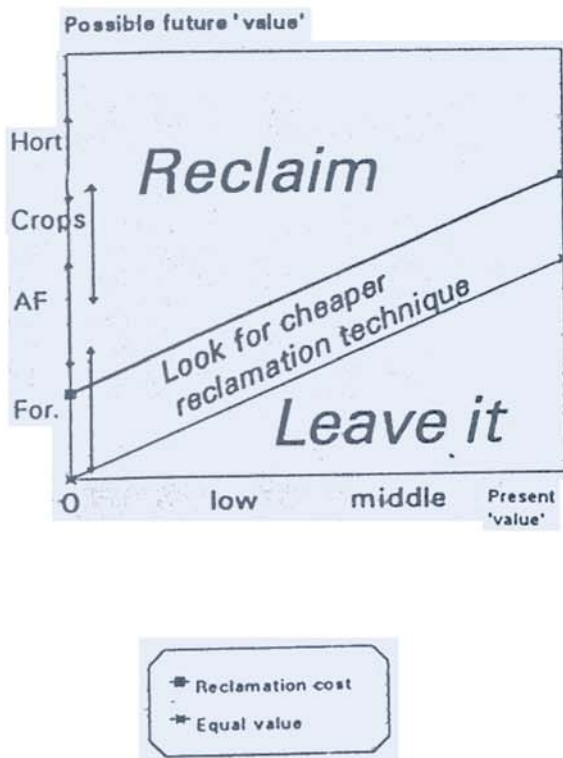 Possible future 'value'
Hort
Reclaim
Crops
AF
Look for cheaper
reclamation technique
For.
Leave it
0 low middle Present
'value'
Reclamation cost
Equal value